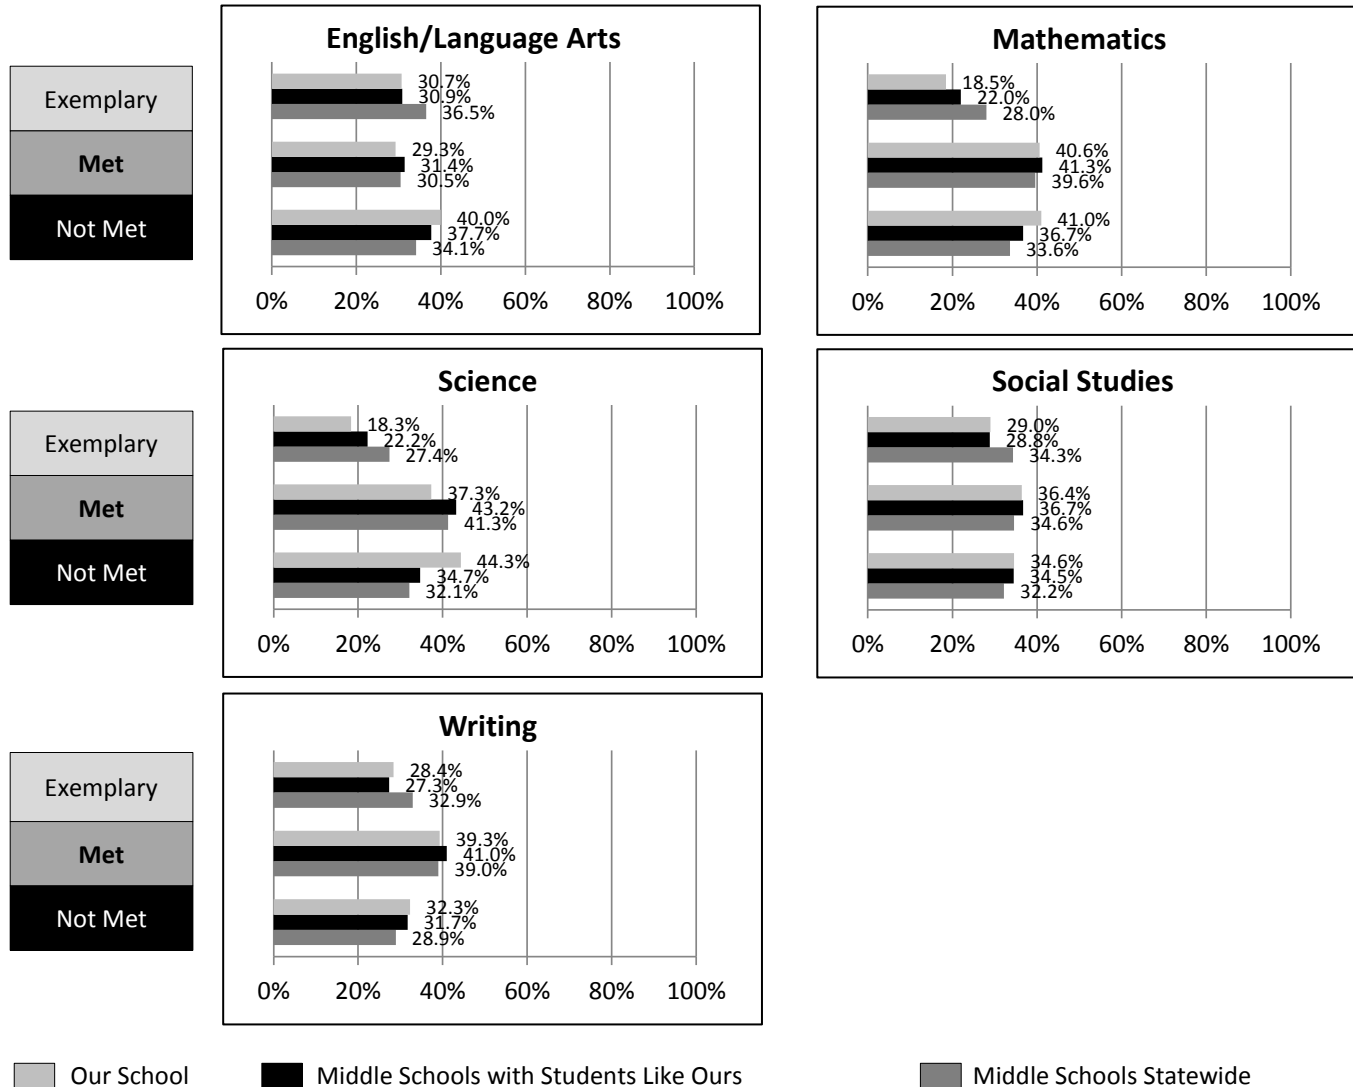 English/Language Arts
Exemplary
Met
Not Met
30.7%
30.9%
36.5%
29.3%
31.4%
30.5%
40.0%
37.7%
34.1%
0% 20% 40% 60% 80% 100%
Mathematics
18.5%
22.0%
28.0%
40.6%
41.3%
39.6%
41.0%
36.7%
33.6%
0% 20% 40% 60% 80% 100%
Science
Exemplary
Met
Not Met
18.3%
22.2%
27.4%
37.3%
43.2%
41.3%
44.3%
34.7%
32.1%
0% 20% 40% 60% 80% 100%
Social Studies
29.0%
28.8%
34.3%
36.4%
36.7%
34.6%
34.6%
34.5%
32.2%
0% 20% 40% 60% 80% 100%
Writing
Exemplary
Met
Not Met
28.4%
27.3%
32.9%
39.3%
41.0%
39.0%
32.3%
31.7%
28.9%
0% 20% 40% 60% 80% 100%
Our School Middle Schools with Students Like Ours Middle Schools Statewide